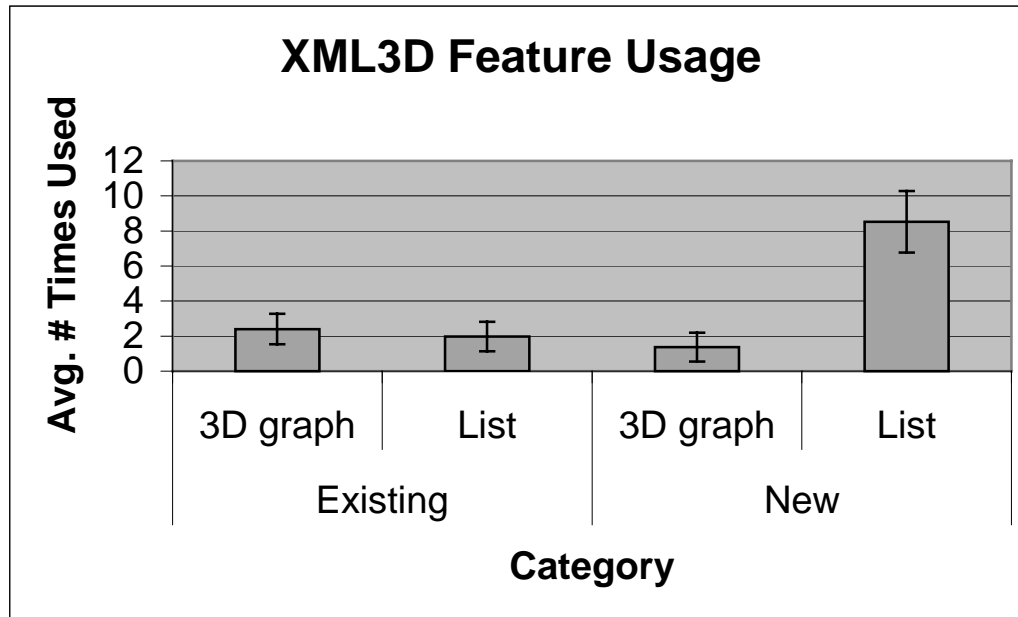 XML3D Feature Usage
Avg. # Times Used
12
10
8
6
4
2
0
3D graph List 3D graph List
Existing New
Category